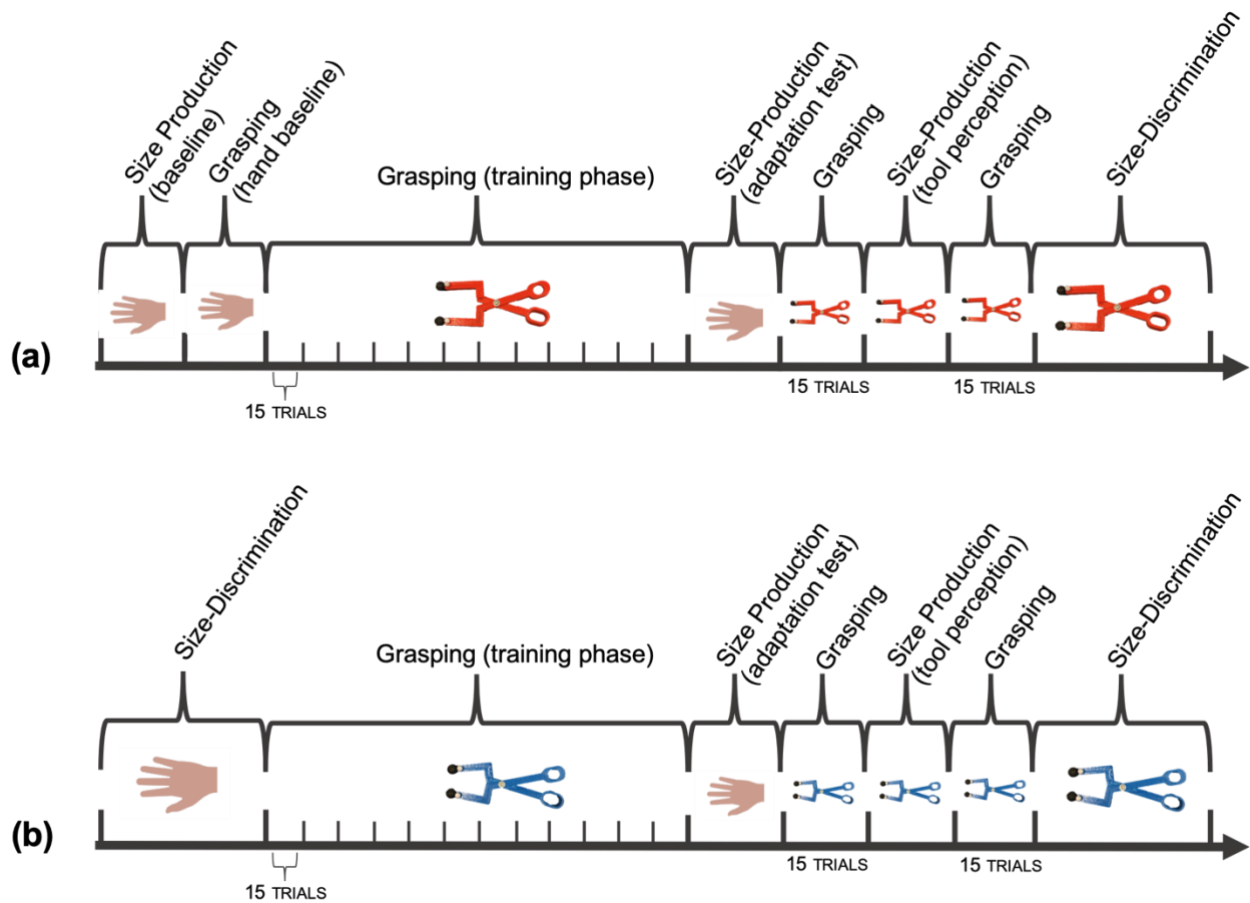 Size Production
(baseline)
Grasping
(hand baseline)
Grasping (training phase)
Size-Production
(adaptation test)
Grasping
Size-Production
(tool perception)
Grasping
Size-Discrimination
(a)
15 TRIALS
15 TRIALS
15 TRIALS
Size-Discrimination
Grasping (training phase)
Size Production
(adaptation test)
Grasping
Size Production
(tool perception)
Grasping
Size-Discrimination
(b)
15 TRIALS
15 TRIALS
15 TRIALS